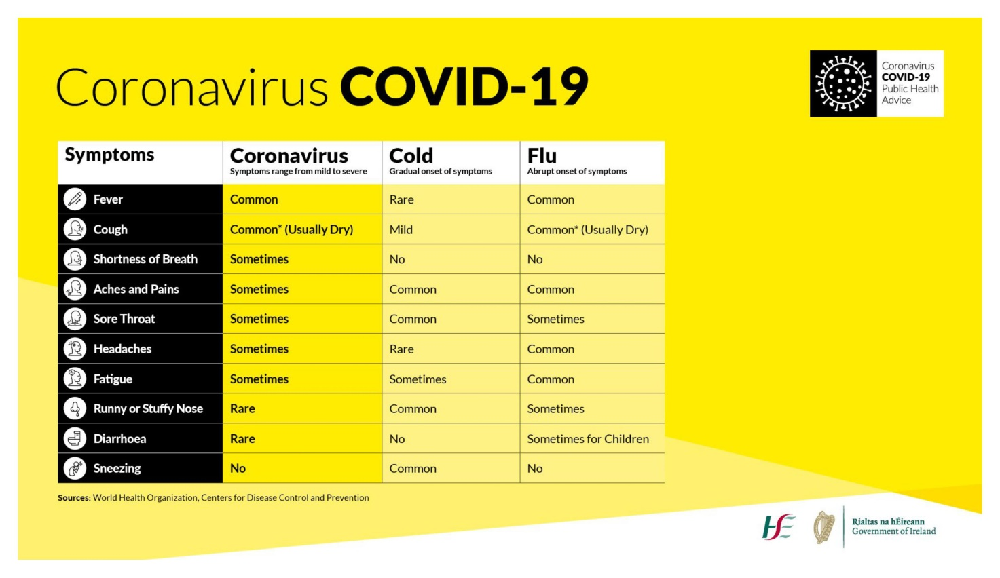 Coronavirus COVID-19
Coronavirus
COVID-19
Public Health
Advice
Symptoms Coronavirus Cold Flu
Symptoms range from mild to severe Gradual onset of symptoms Abrupt onset of symptoms
Fever Common Rare Common
Cough Common* (Usually Dry) Mild Common* (Usually Dry)
Shortness of Breath Sometimes No No
Aches and Pains Sometimes Common Common
Sore Throat Sometimes Common Sometimes
Headaches Sometimes Rare Common
Fatigue Sometimes Sometimes Common
Runny or Stuffy Nose Rare Common Sometimes
Diarrhoea Rare No Sometimes for Children
Sneezing No Common No
Sources: World Health Organization, Centers for Disease Control and Prevention
HSE
Rialtas na hÉireann
Government of Ireland